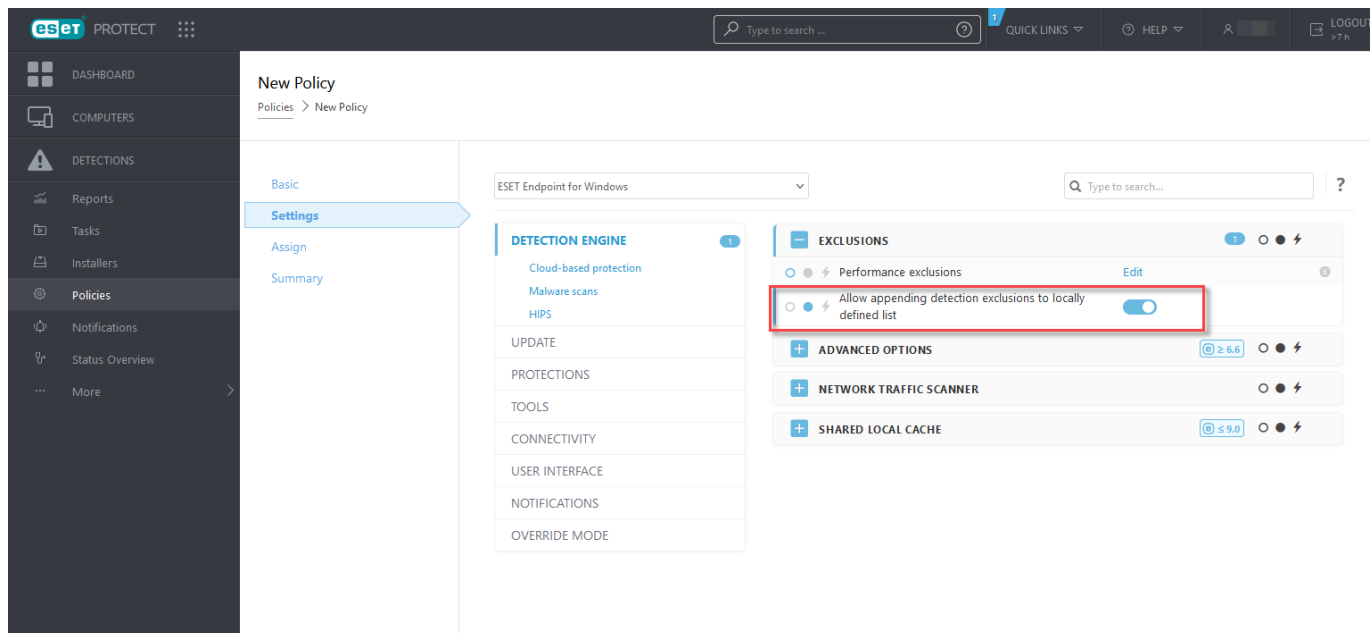 eset PROTECT
Type to search ...
?
1
QUICK LINKS
? HELP
LOGOUT
>7 h
DASHBOARD
COMPUTERS
DETECTIONS
Reports
Tasks
Installers
Policies
Notifications
Status Overview
More
New Policy
Policies > New Policy
Basic
Settings
Assign
Summary
ESET Endpoint for Windows
Type to search...
?
DETECTION ENGINE 1
Cloud-based protection
Malware scans
HIPS
UPDATE
PROTECTIONS
TOOLS
CONNECTIVITY
USER INTERFACE
NOTIFICATIONS
OVERRIDE MODE
EXCLUSIONS 1
Performance exclusions Edit
Allow appending detection exclusions to locally
defined list
ADVANCED OPTIONS ≥ 6.6
NETWORK TRAFFIC SCANNER
SHARED LOCAL CACHE ≤ 9.0